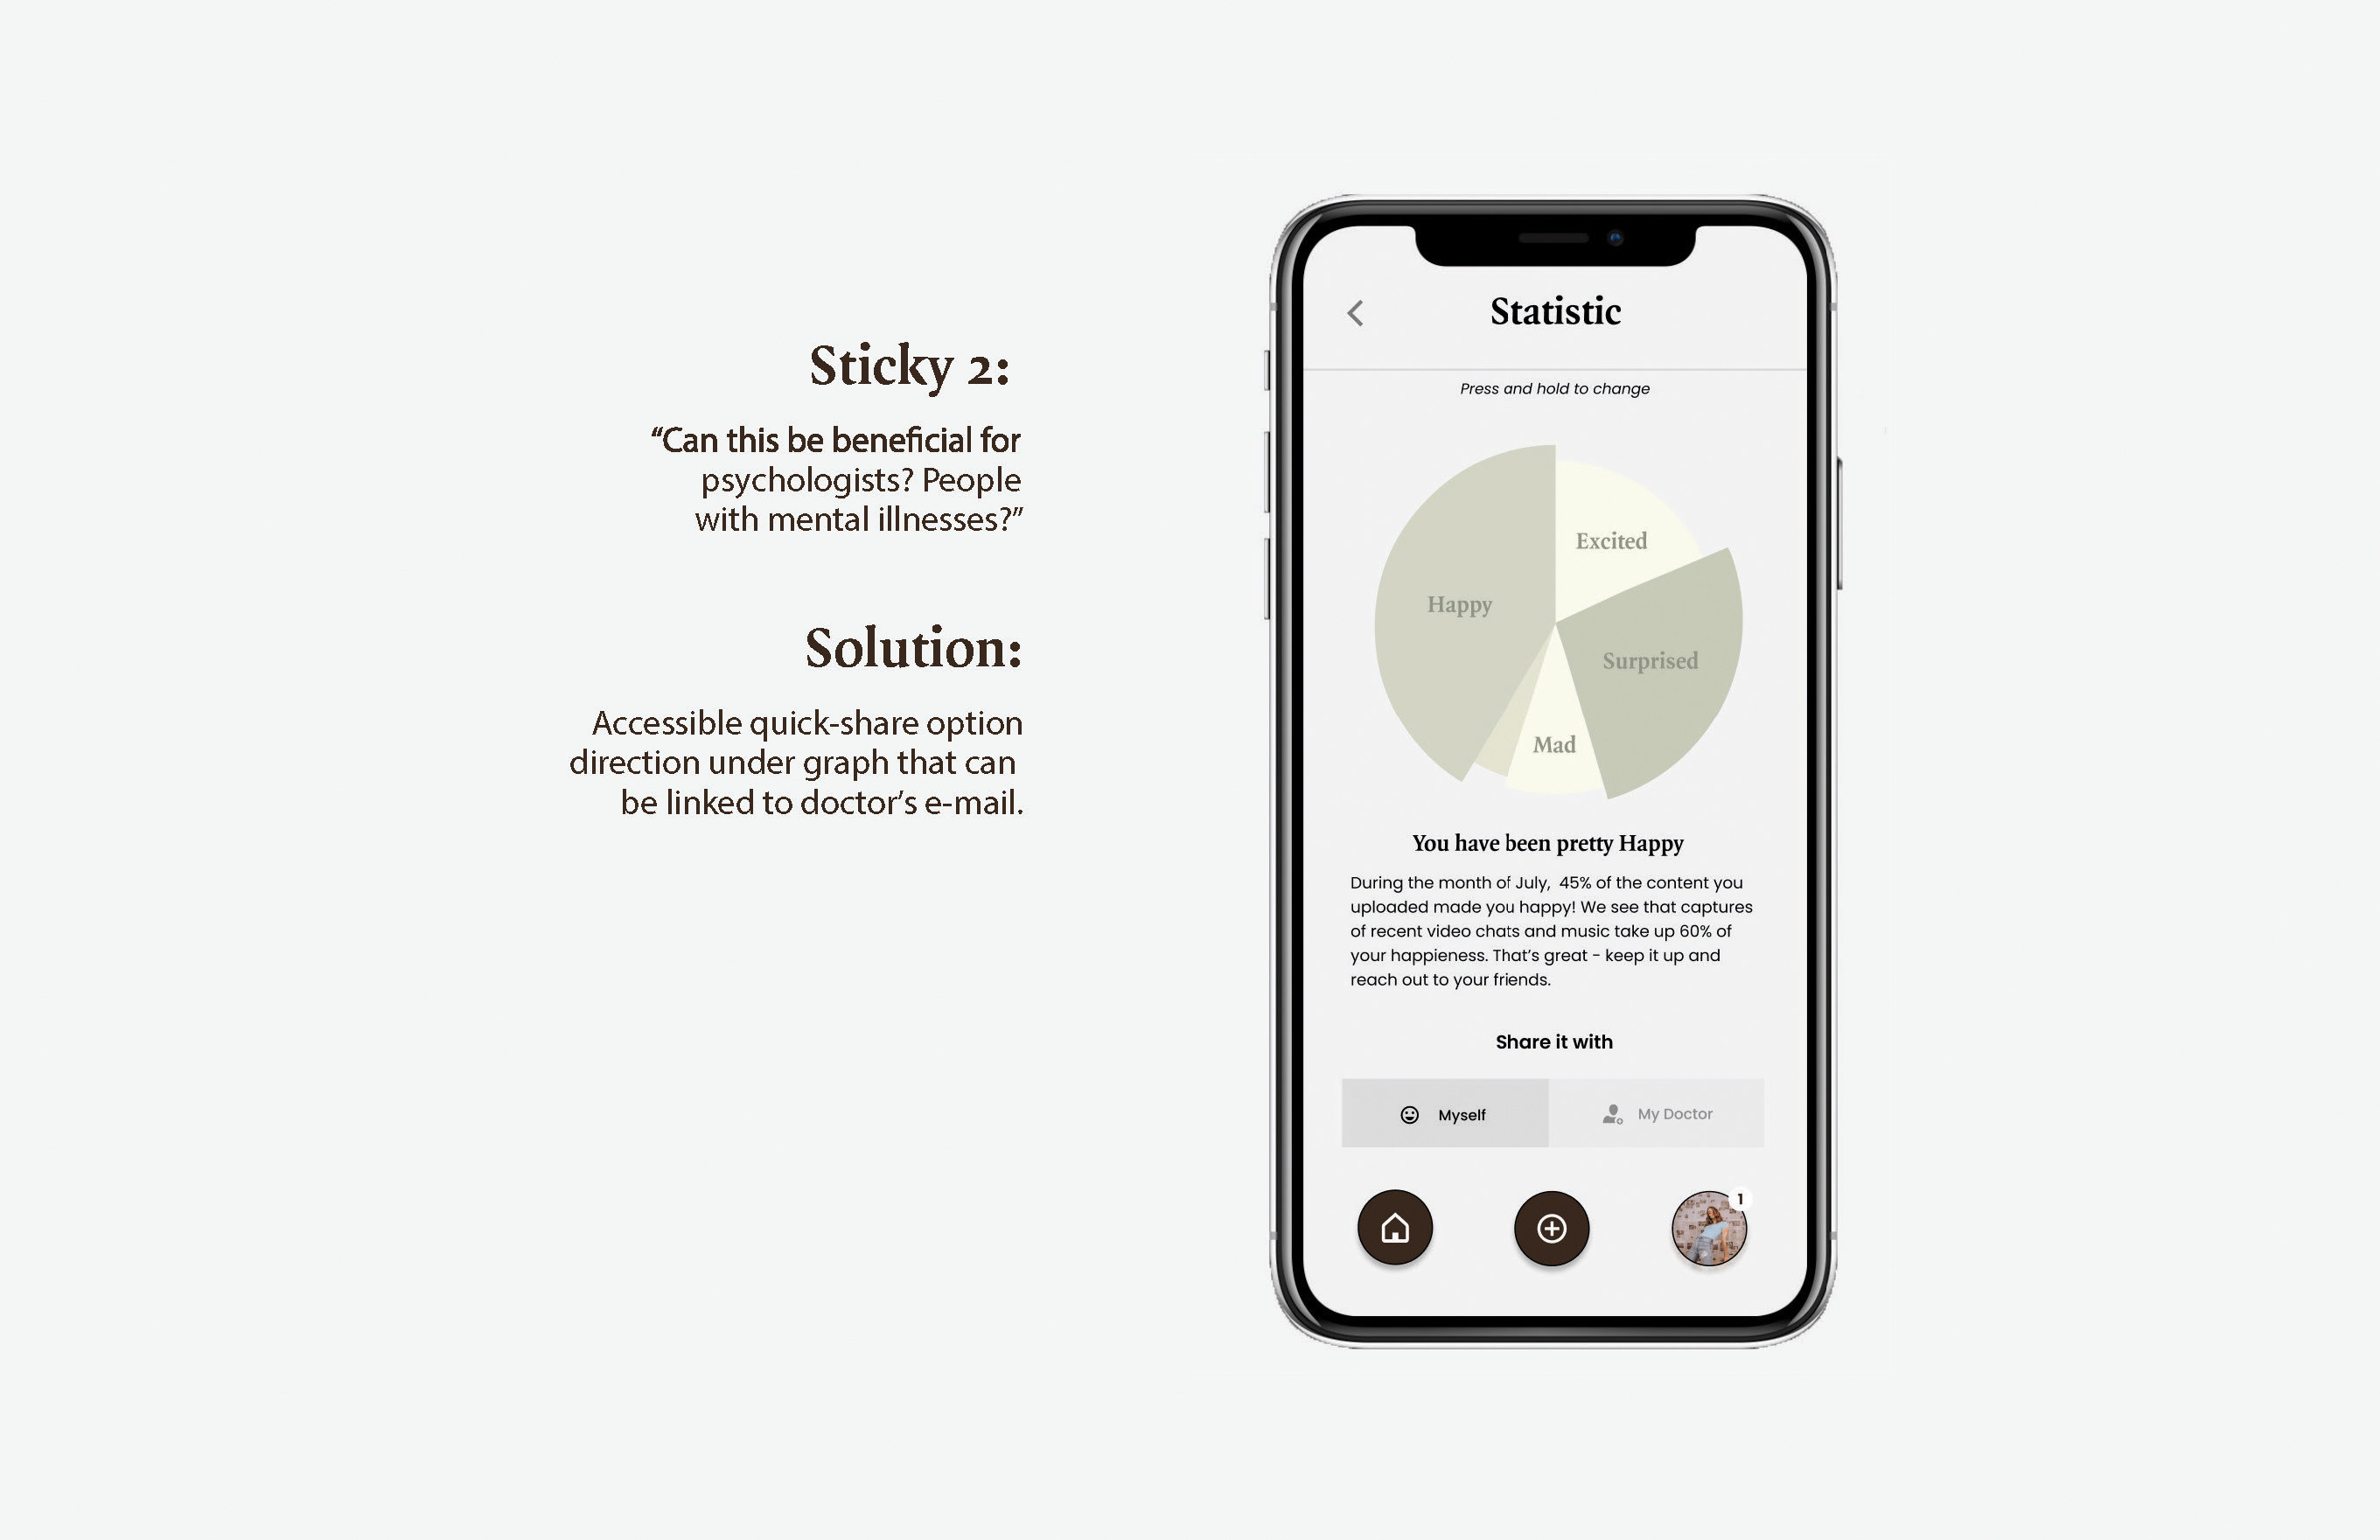 Sticky 2:
“Can this be beneficial for
psychologists? People
with mental illnesses?”
Solution:
Accessible quick-share option
direction under graph that can
be linked to doctor’s e-mail.
Statistic
Press and hold to change
Excited
Happy
Surprised
Mad
You have been pretty Happy
During the month of July, 45% of the content you
uploaded made you happy! We see that captures
of recent video chats and music take up 60% of
your happieness. That’s great - keep it up and
reach out to your friends.
Share it with
Myself
My Doctor
1